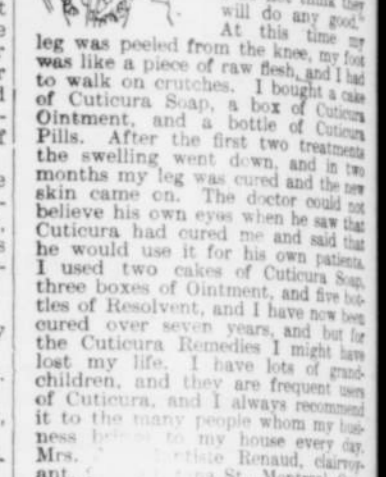 think they
will do any good."
At this time my
leg was peeled from the knee, my foot
was like a piece of raw flesh, and I had
to walk on crutches. I bought a cake
of Cuticura Soap, a box of Cuticura
Ointment, and a bottle of Cuticura
Pills. After the first two treatments
the swelling went down, and in two
months my leg was cured and the new
skin came on. The doctor could not
believe his own eyes when he saw that
Cuticura had cured me and said that
he would use it for his own patients.
I used two cakes of Cuticura Soap,
three boxes of Ointment, and five bot-
tles of Resolvent, and I have now been
cured over seven years, and but for
the Cuticura Remedies I might have
lost my life. I have lots of grand-
children, and they are frequent users
of Cuticura, and I always recommend
it to the many people whom my busi-
ness brings to my house every day.
Mrs. Renaud, clairvoy-
ant, St., Montreal